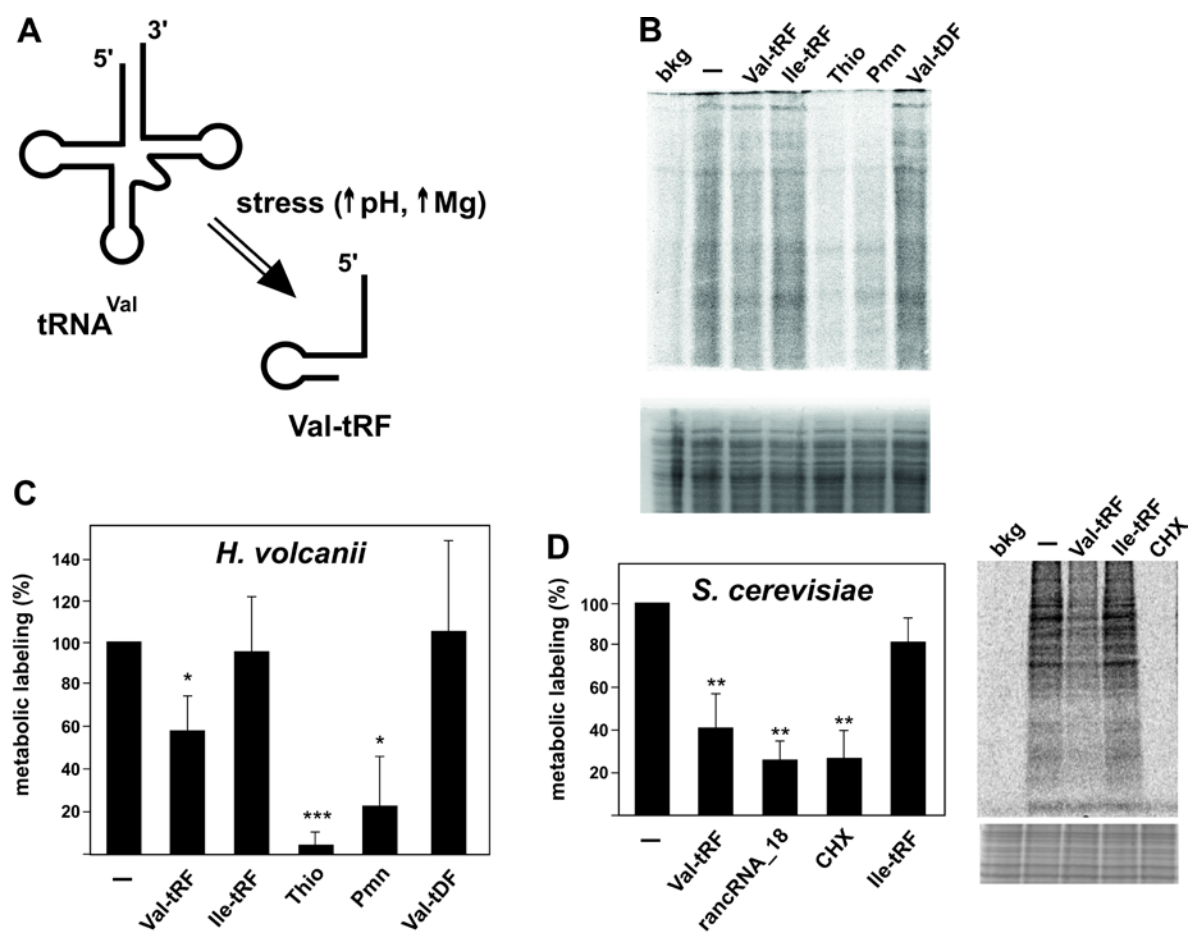 A
5'
3'
stress (↑pH, ↑Mg)
tRNA^Val
5'
Val-tRF
B
bkg
—
Val-tRF
Ile-tRF
Thio
Pmn
Val-tDF
C
H. volcanii
metabolic labeling (%)
140
120
100
80
60
40
20
*
***
*
—
Val-tRF
Ile-tRF
Thio
Pmn
Val-tDF
D
S. cerevisiae
metabolic labeling (%)
100
80
60
40
20
**
**
**
—
Val-tRF
rancRNA_18
CHX
Ile-tRF
bkg
—
Val-tRF
Ile-tRF
CHX